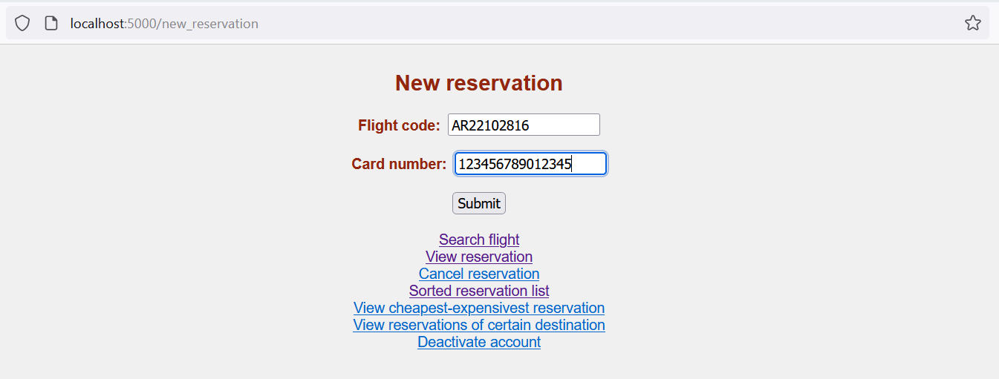 localhost:5000/new_reservation
New reservation
Flight code: AR22102816
Card number: 123456789012345
Submit
Search flight
View reservation
Cancel reservation
Sorted reservation list
View cheapest-expensivest reservation
View reservations of certain destination
Deactivate account